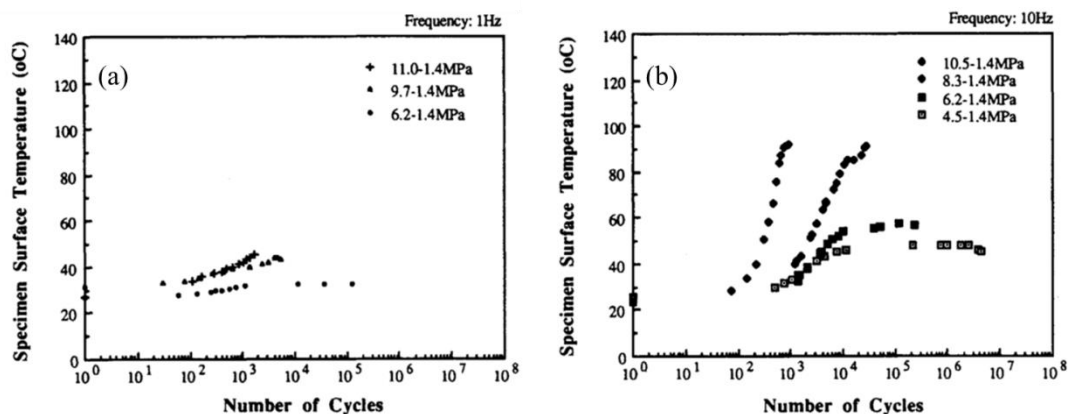 Frequency: 1Hz
140
120
100
80
60
40
20
0
Specimen Surface Temperature (oC)
(a)
11.0-1.4MPa
9.7-1.4MPa
6.2-1.4MPa
10^0 10^1 10^2 10^3 10^4 10^5 10^6 10^7 10^8
Number of Cycles
Frequency: 10Hz
140
120
100
80
60
40
20
0
Specimen Surface Temperature (oC)
(b)
10.5-1.4MPa
8.3-1.4MPa
6.2-1.4MPa
4.5-1.4MPa
10^0 10^1 10^2 10^3 10^4 10^5 10^6 10^7 10^8
Number of Cycles